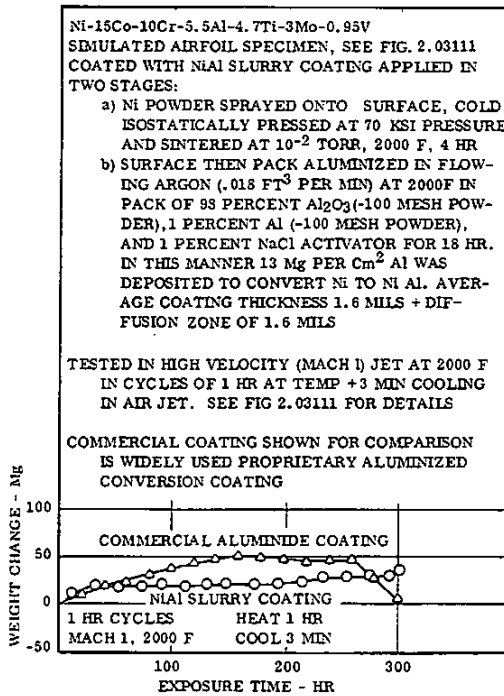 Ni-15Co-10Cr-5.5Al-4.7Ti-3Mo-0.95V
SIMULATED AIRFOIL SPECIMEN, SEE FIG. 2.03111
COATED WITH NiAl SLURRY COATING APPLIED IN
TWO STAGES:
a) Ni POWDER SPRAYED ONTO SURFACE, COLD
ISOSTATICALLY PRESSED AT 70 KSI PRESSURE
AND SINTERED AT 10-2 TORR, 2000 F, 4 HR
b) SURFACE THEN PACK ALUMINIZED IN FLOW-
ING ARGON (.018 FT3 PER MIN) AT 2000F IN
PACK OF 98 PERCENT Al2O3(-100 MESH POW-
DER), 1 PERCENT Al (-100 MESH POWDER),
AND 1 PERCENT NaCl ACTIVATOR FOR 18 HR.
IN THIS MANNER 13 Mg PER Cm2 Al WAS
DEPOSITED TO CONVERT Ni TO Ni Al. AVER-
AGE COATING THICKNESS 1.6 MILS + DIF-
FUSION ZONE OF 1.6 MILS
TESTED IN HIGH VELOCITY (MACH 1) JET AT 2000 F
IN CYCLES OF 1 HR AT TEMP +3 MIN COOLING
IN AIR JET. SEE FIG 2.03111 FOR DETAILS
COMMERCIAL COATING SHOWN FOR COMPARISON
IS WIDELY USED PROPRIETARY ALUMINIZED
CONVERSION COATING
WEIGHT CHANGE - Mg
100
50
0
-50
COMMERCIAL ALUMINIDE COATING
NiAl SLURRY COATING
1 HR CYCLES HEAT 1 HR
MACH 1, 2000 F COOL 3 MIN
100 200 300
EXPOSURE TIME - HR